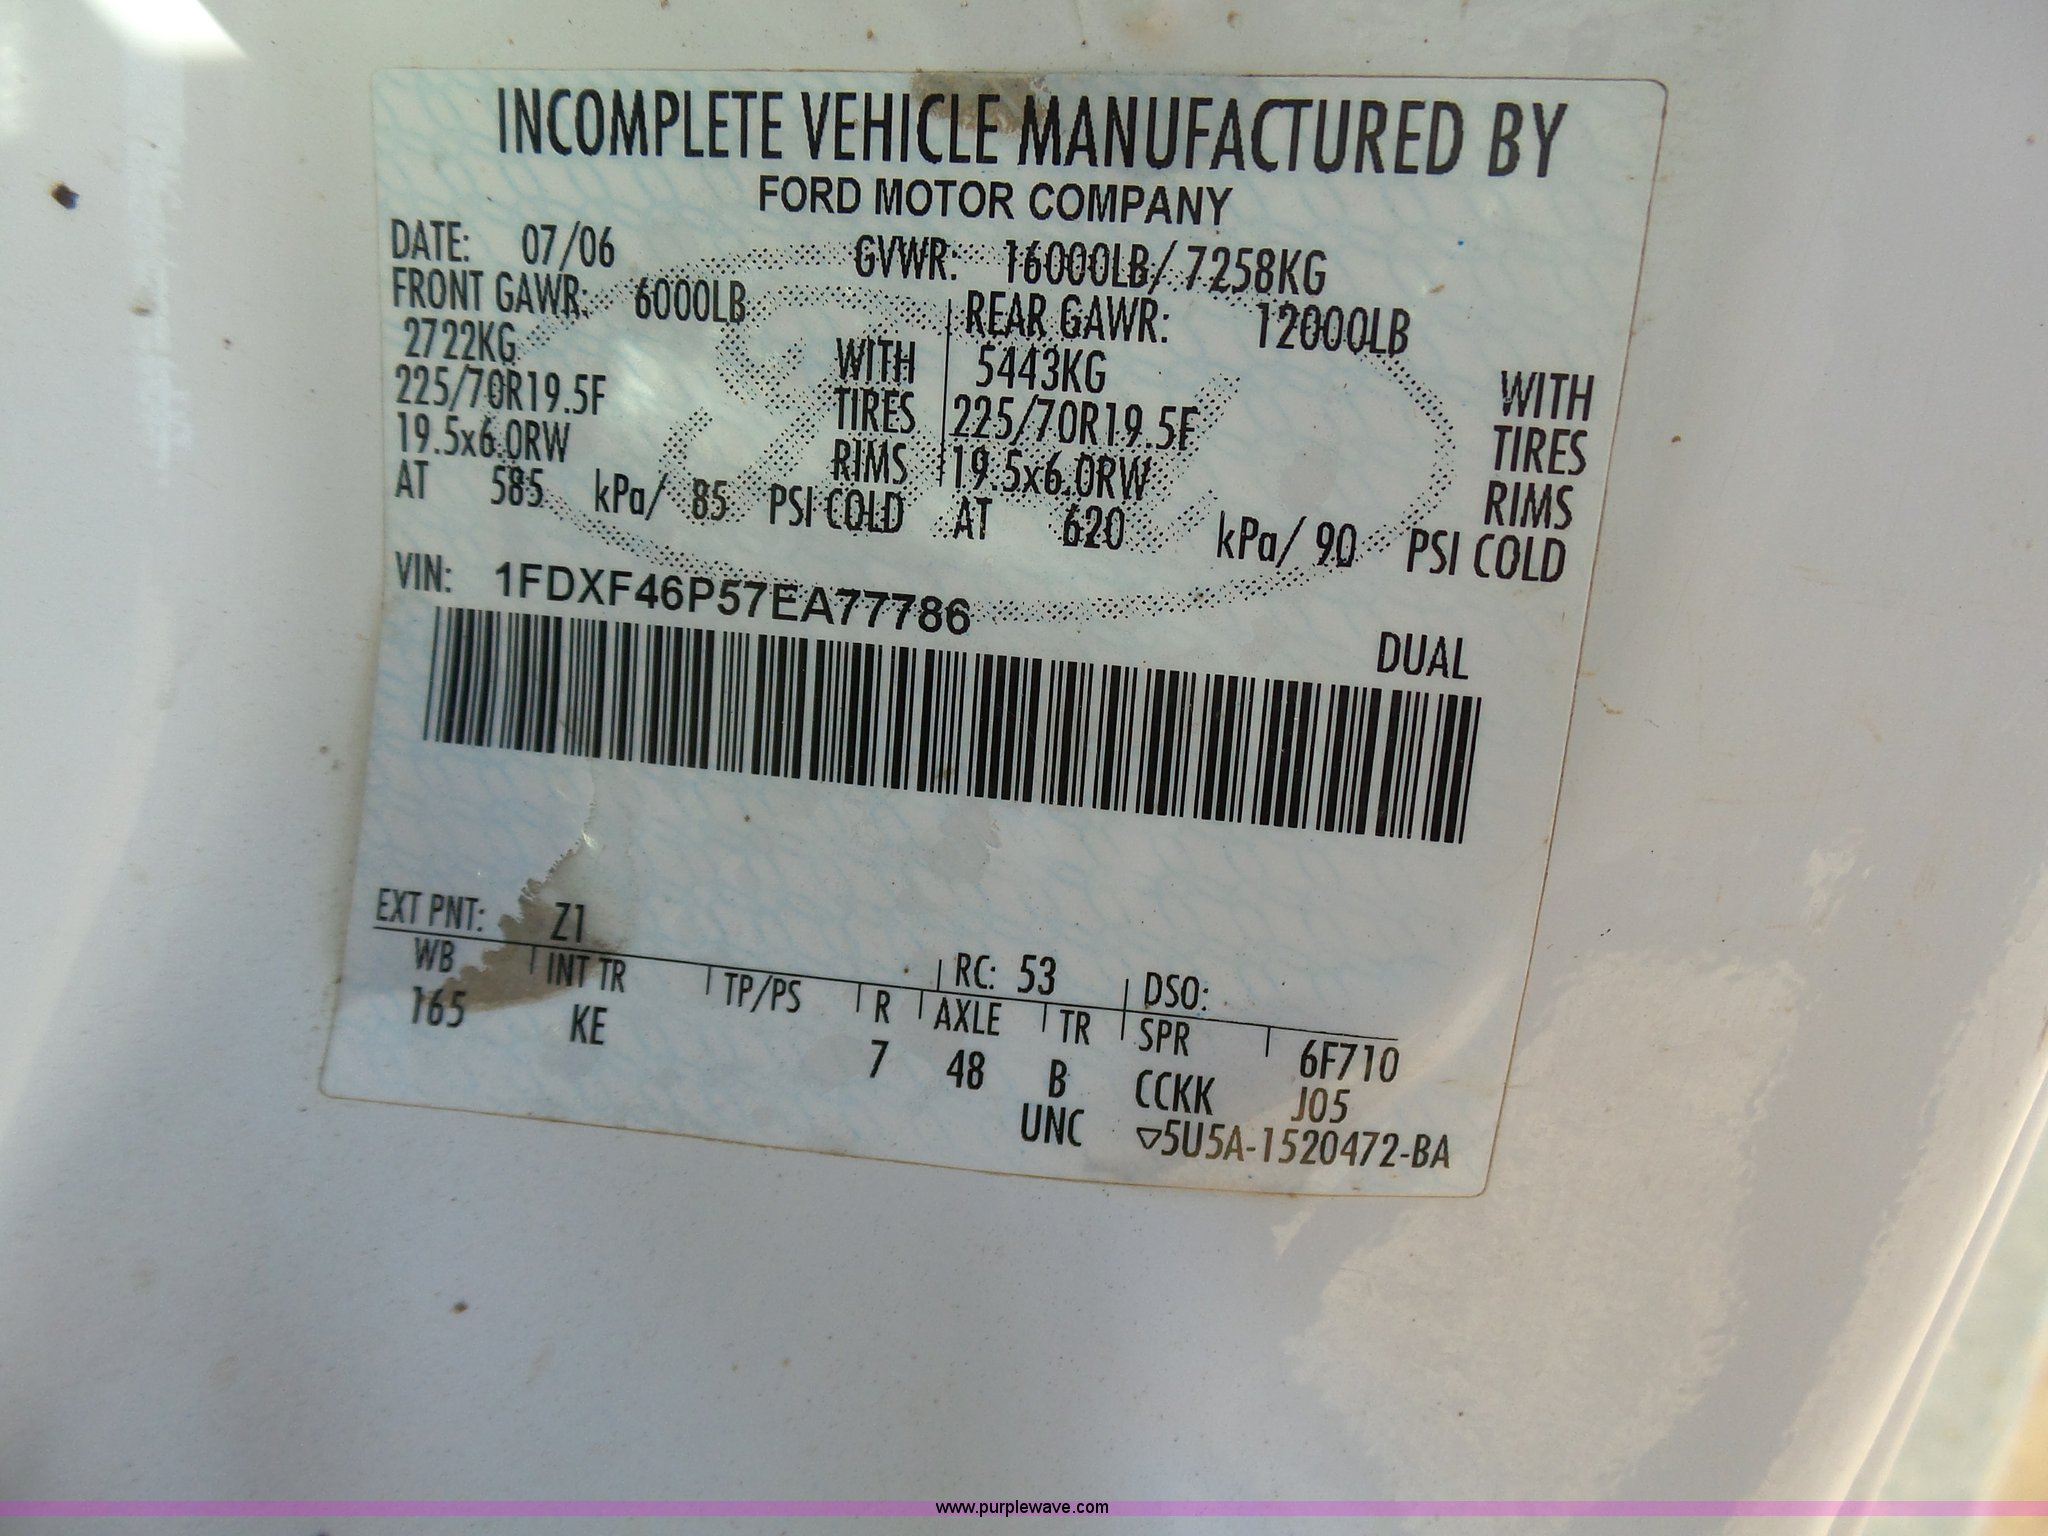 INCOMPLETE VEHICLE MANUFACTURED BY
FORD MOTOR COMPANY
DATE: 07/06 GVWR: 16000LB/ 7258KG
FRONT GAWR: 6000LB REAR GAWR: 12000LB
2722KG WITH 5443KG WITH
225/70R19.5F TIRES 225/70R19.5F TIRES
19.5x6.0RW RIMS 19.5x6.0RW RIMS
AT 585 kPa/ 85 PSI COLD AT 620 kPa/ 90 PSI COLD
VIN: 1FDXF46P57EA77786
DUAL
EXT PNT: Z1 RC: 53 DSO:
WB INT TR TP/PS R AXLE TR SPR 6F710
165 KE 7 48 B CCKK J05
UNC ▽5U5A-1520472-BA
www.purplewave.com